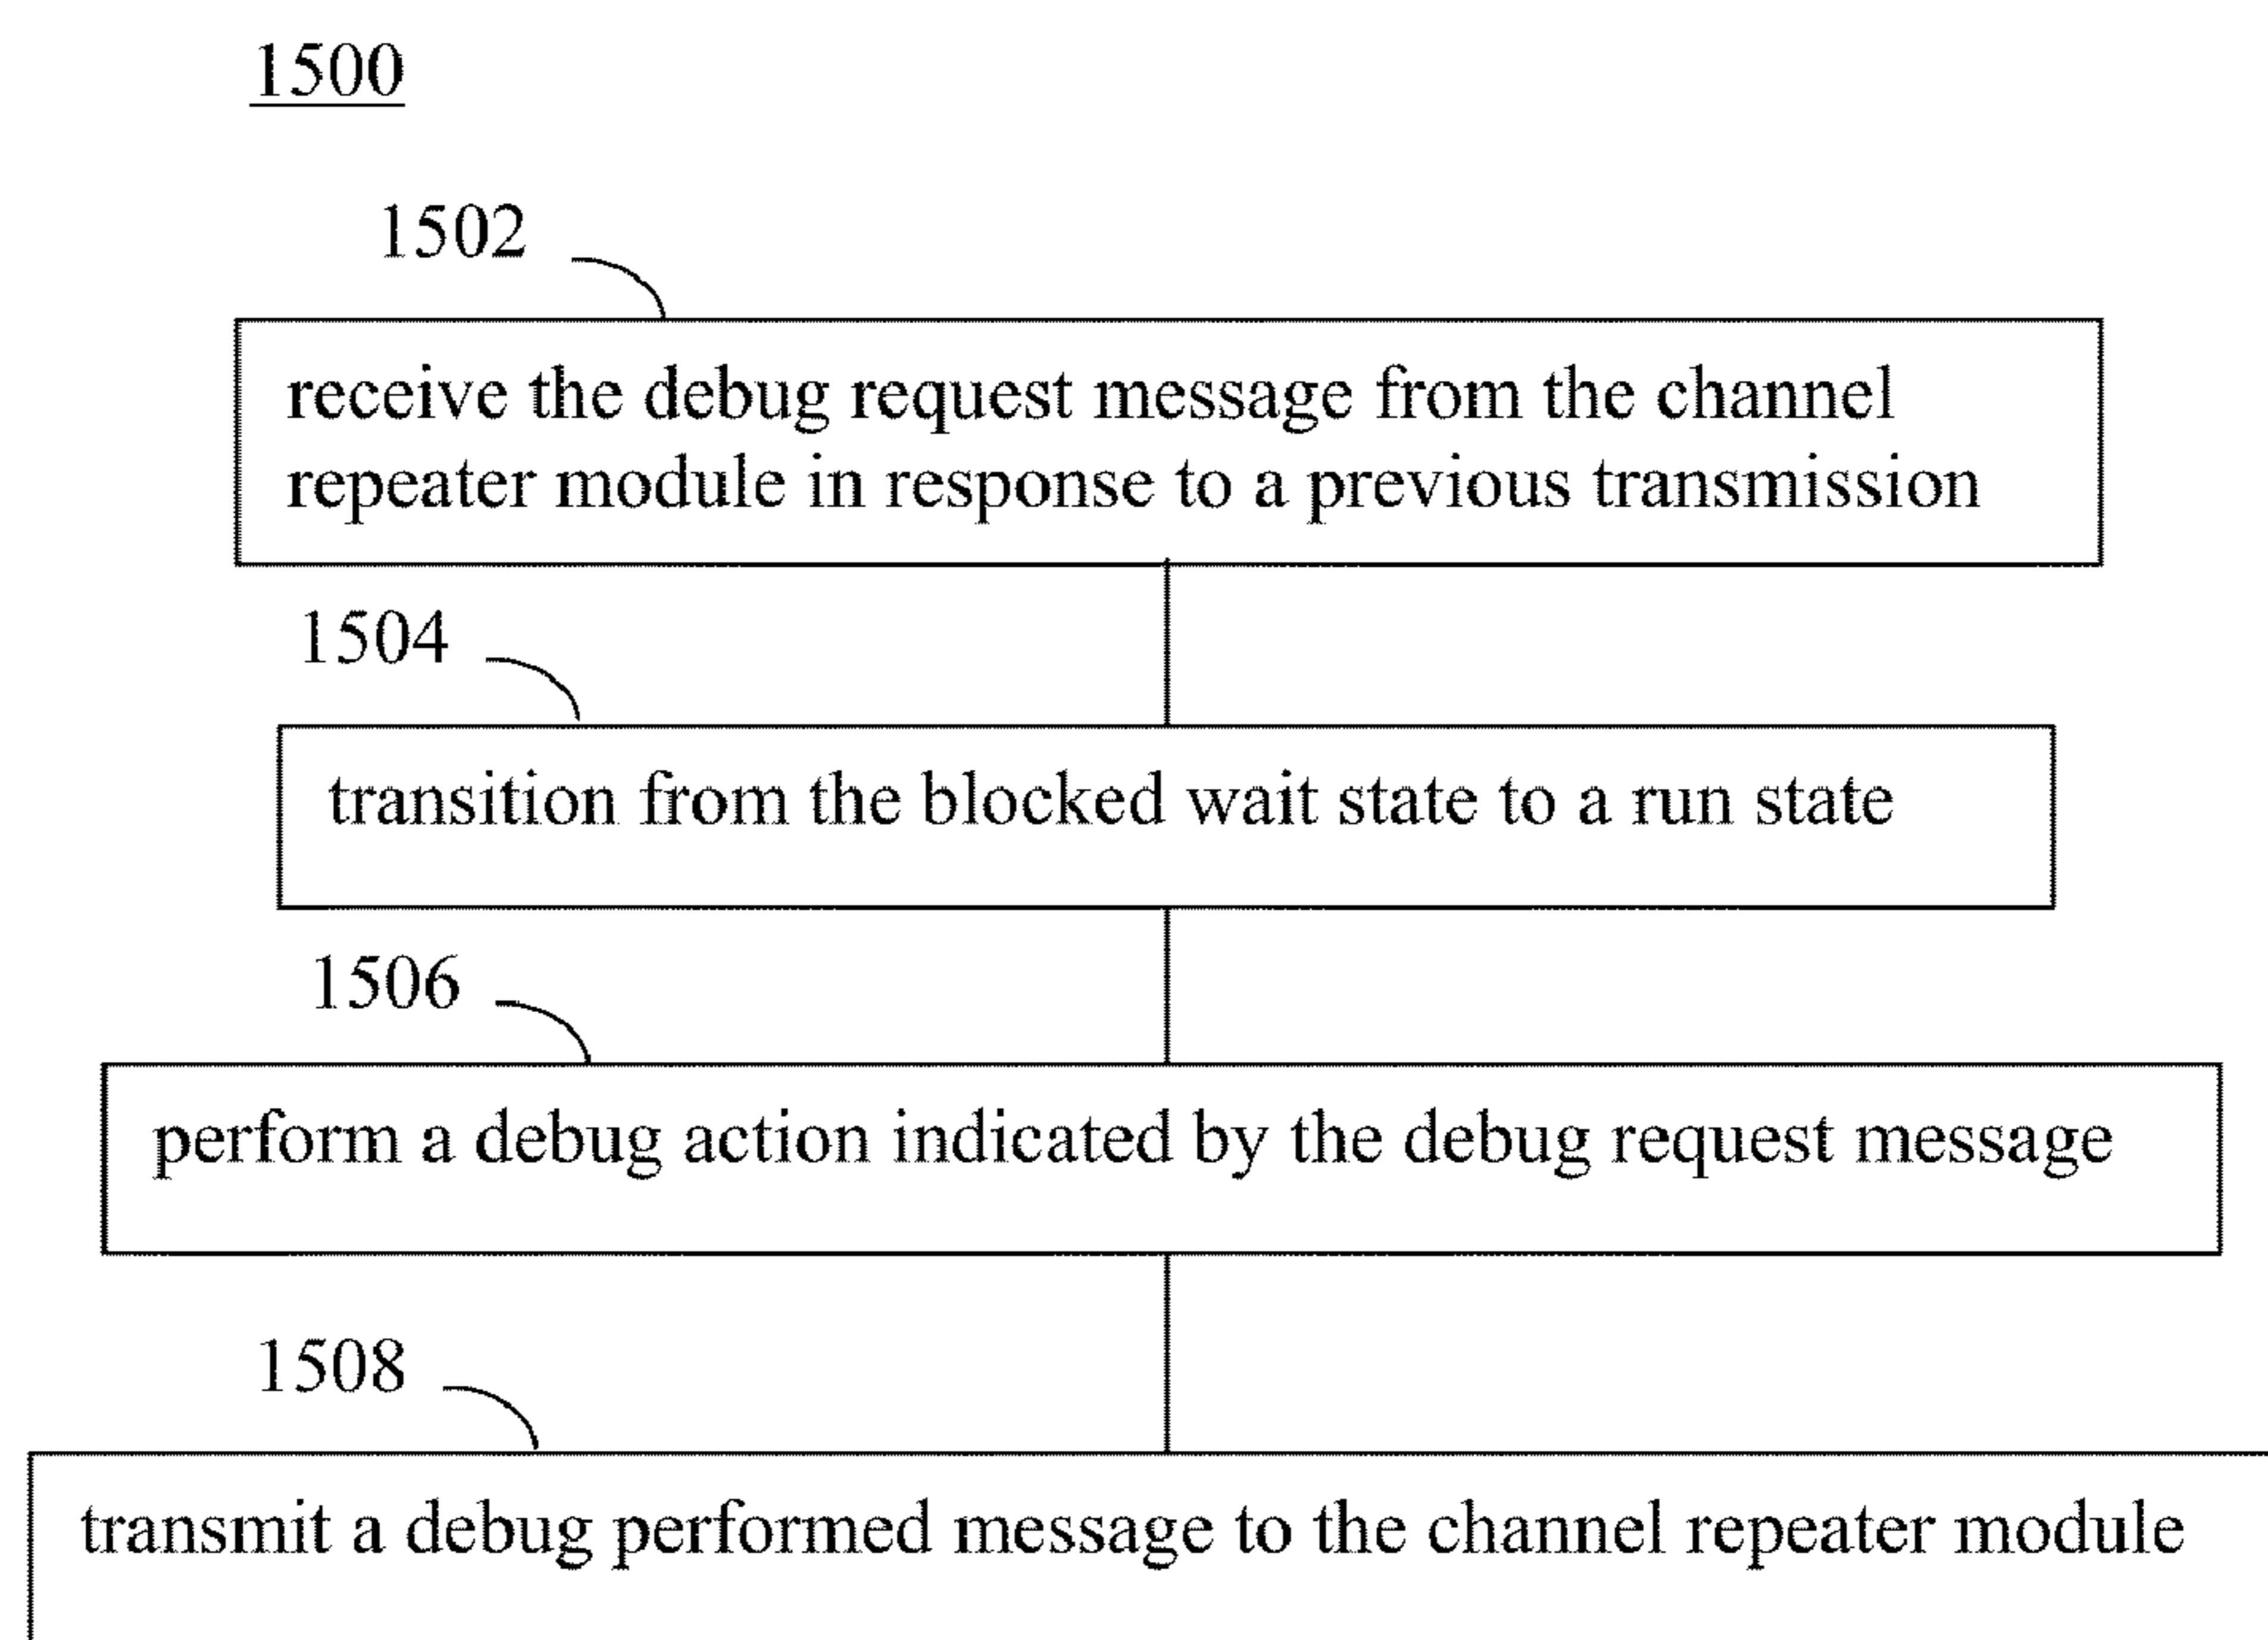 1500
1502
receive the debug request message from the channel
repeater module in response to a previous transmission
1504
transition from the blocked wait state to a run state
1506
perform a debug action indicated by the debug request message
1508
transmit a debug performed message to the channel repeater module